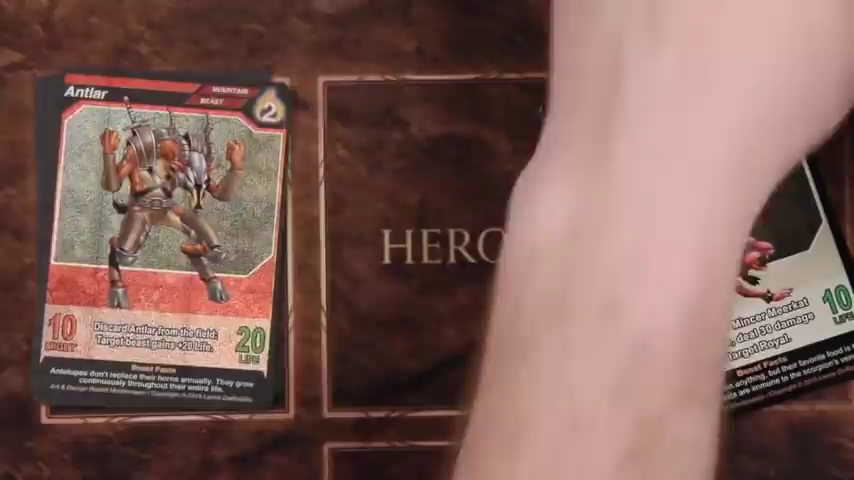 Antlar
MOUNTAIN
BEAST
2
10
Discard Antlar from the field:
Target beast gains +20 Life.
20
LIFE
Beast Facts
Antelopes don't replace their horns annually. They grow
continuously throughout their entire life.
HERO
Mincer Meerkat
, deal 30 damage
target Royal.
10
LIFE
Beast Facts
anything, but their favorite food is
are immune to the scorpion's